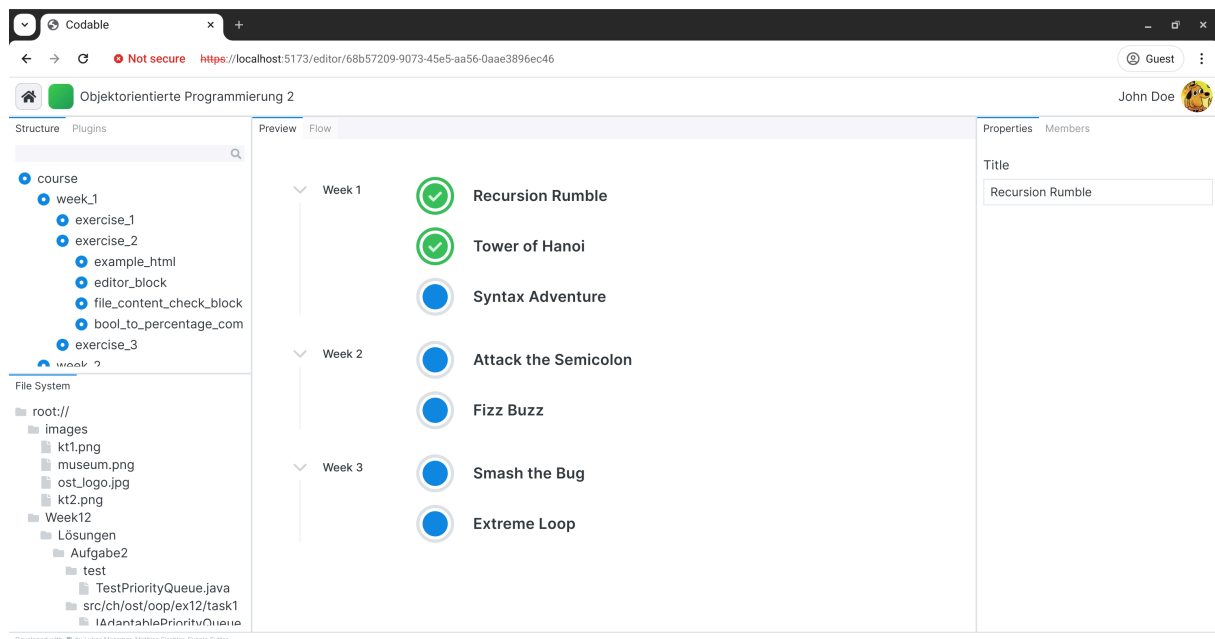 Codable
Not secure https://localhost:5173/editor/68b57209-9073-45e5-aa56-0aae3896ec46 Guest
Objektorientierte Programmierung 2 John Doe
Structure Plugins
course
week_1
exercise_1
exercise_2
example_html
editor_block
file_content_check_block
bool_to_percentage_com
exercise_3
week_2
File System
root://
images
kt1.png
museum.png
ost_logo.jpg
kt2.png
Week12
Lösungen
Aufgabe2
test
TestPriorityQueue.java
src/ch/ost/oop/ex12/task1
IAdaptablePriorityQueue
Preview Flow
Week 1 Recursion Rumble
Tower of Hanoi
Syntax Adventure
Week 2 Attack the Semicolon
Fizz Buzz
Week 3 Smash the Bug
Extreme Loop
Properties Members
Title
Recursion Rumble